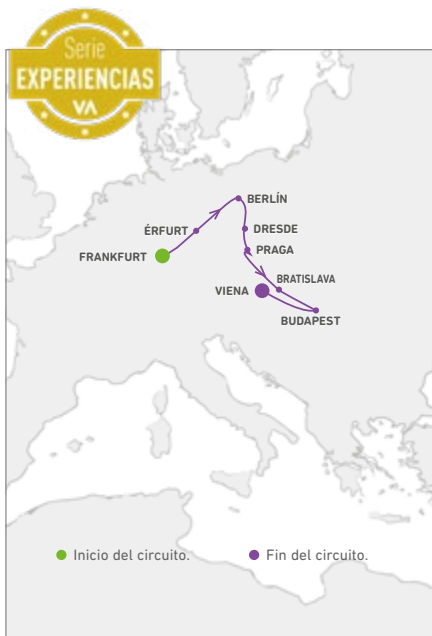 Serie
EXPERIENCIAS
VA
BERLÍN
ÉRFURT
DRESDE
PRAGA
FRANKFURT
BRATISLAVA
VIENA
BUDAPEST
Inicio del circuito.
Fin del circuito.